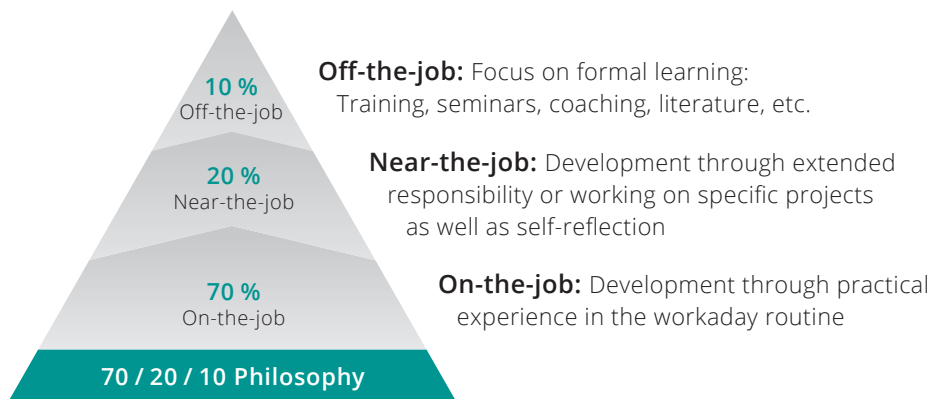 10 %
Off-the-job
Off-the-job: Focus on formal learning:
Training, seminars, coaching, literature, etc.
20 %
Near-the-job
Near-the-job: Development through extended
responsibility or working on specific projects
as well as self-reflection
70 %
On-the-job
On-the-job: Development through practical
experience in the workaday routine
70 / 20 / 10 Philosophy